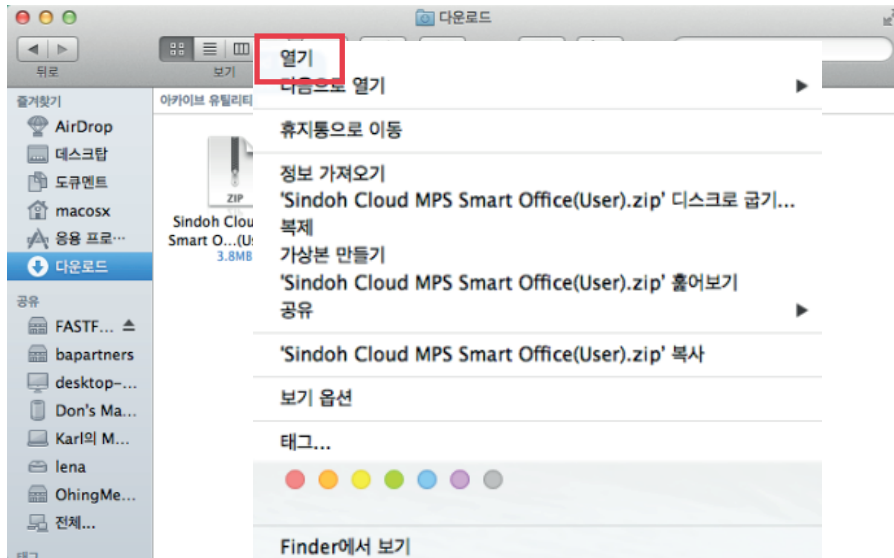 다운로드
뒤로
보기
즐겨찾기
AirDrop
데스크탑
도큐멘트
macosx
응용 프로…
다운로드
공유
FASTF...
bapartners
desktop-...
Don's Ma...
Karl의 M...
lena
OhingMe...
전체...
태그
아카이브 유틸리티
ZIP
Sindoh Clou
Smart O...(Us
3.8MB
열기
다음으로 열기
휴지통으로 이동
정보 가져오기
'Sindoh Cloud MPS Smart Office(User).zip' 디스크로 굽기...
복제
가상본 만들기
'Sindoh Cloud MPS Smart Office(User).zip' 훑어보기
공유
'Sindoh Cloud MPS Smart Office(User).zip' 복사
보기 옵션
태그...
Finder에서 보기